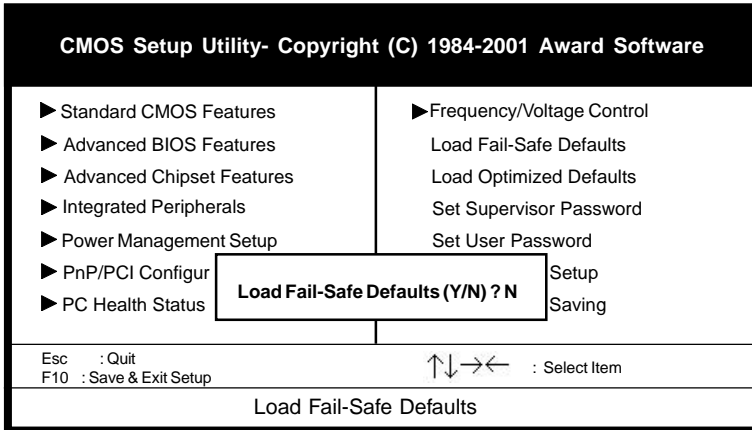 CMOS Setup Utility- Copyright (C) 1984-2001 Award Software
Standard CMOS Features
Advanced BIOS Features
Advanced Chipset Features
Integrated Peripherals
Power Management Setup
PnP/PCI Configur
PC Health Status
Frequency/Voltage Control
Load Fail-Safe Defaults
Load Optimized Defaults
Set Supervisor Password
Set User Password
Setup
Saving
Load Fail-Safe Defaults (Y/N) ? N
Esc : Quit
F10 : Save & Exit Setup
↑↓→← : Select Item
Load Fail-Safe Defaults